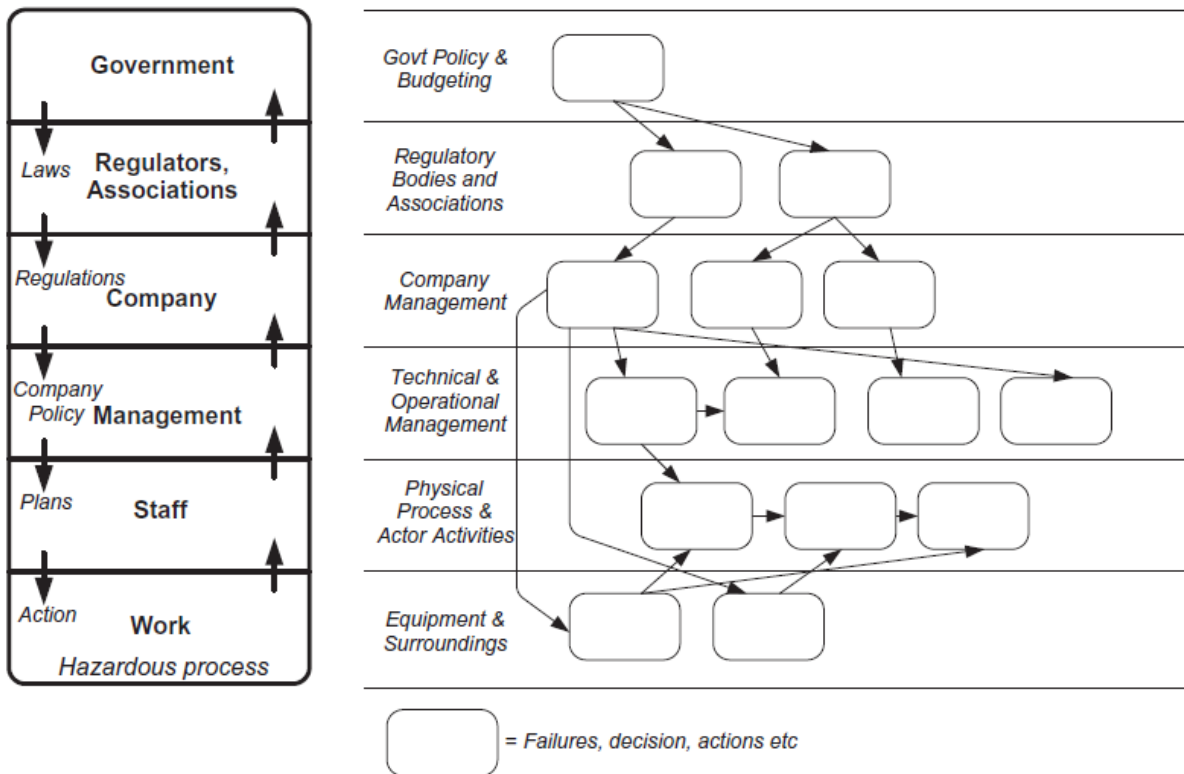 Government
Laws
Regulators,
Associations
Regulations
Company
Company
Policy
Management
Plans
Staff
Action
Work
Hazardous process
Govt Policy &
Budgeting
Regulatory
Bodies and
Associations
Company
Management
Technical &
Operational
Management
Physical
Process &
Actor Activities
Equipment &
Surroundings
= Failures, decision, actions etc